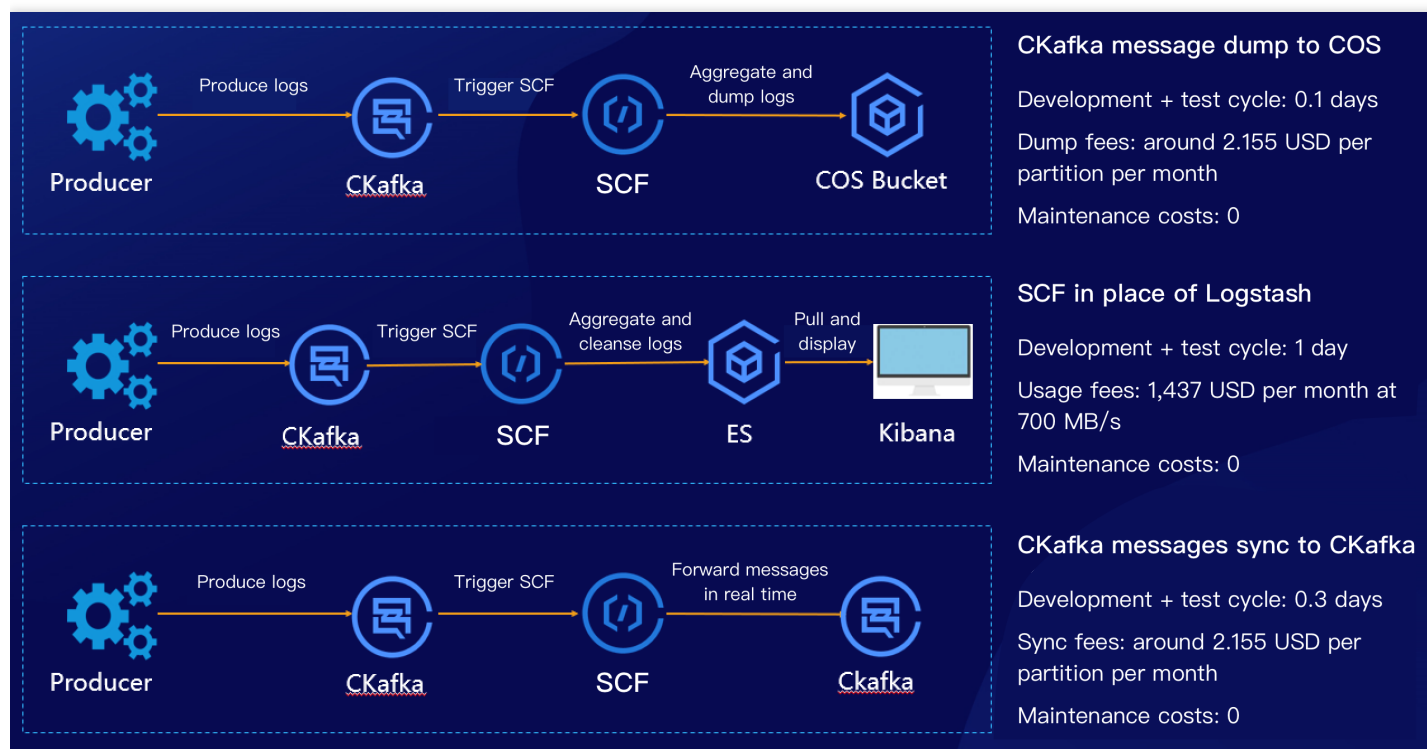 Produce logs
Trigger SCF
Aggregate and
dump logs
Producer
CKafka
SCF
COS Bucket
CKafka message dump to COS
Development + test cycle: 0.1 days
Dump fees: around 2.155 USD per
partition per month
Maintenance costs: 0
Produce logs
Trigger SCF
Aggregate and
cleanse logs
Pull and
display
Producer
CKafka
SCF
ES
Kibana
SCF in place of Logstash
Development + test cycle: 1 day
Usage fees: 1,437 USD per month at
700 MB/s
Maintenance costs: 0
Produce logs
Trigger SCF
Forward messages
in real time
Producer
CKafka
SCF
Ckafka
CKafka messages sync to CKafka
Development + test cycle: 0.3 days
Sync fees: around 2.155 USD per
partition per month
Maintenance costs: 0